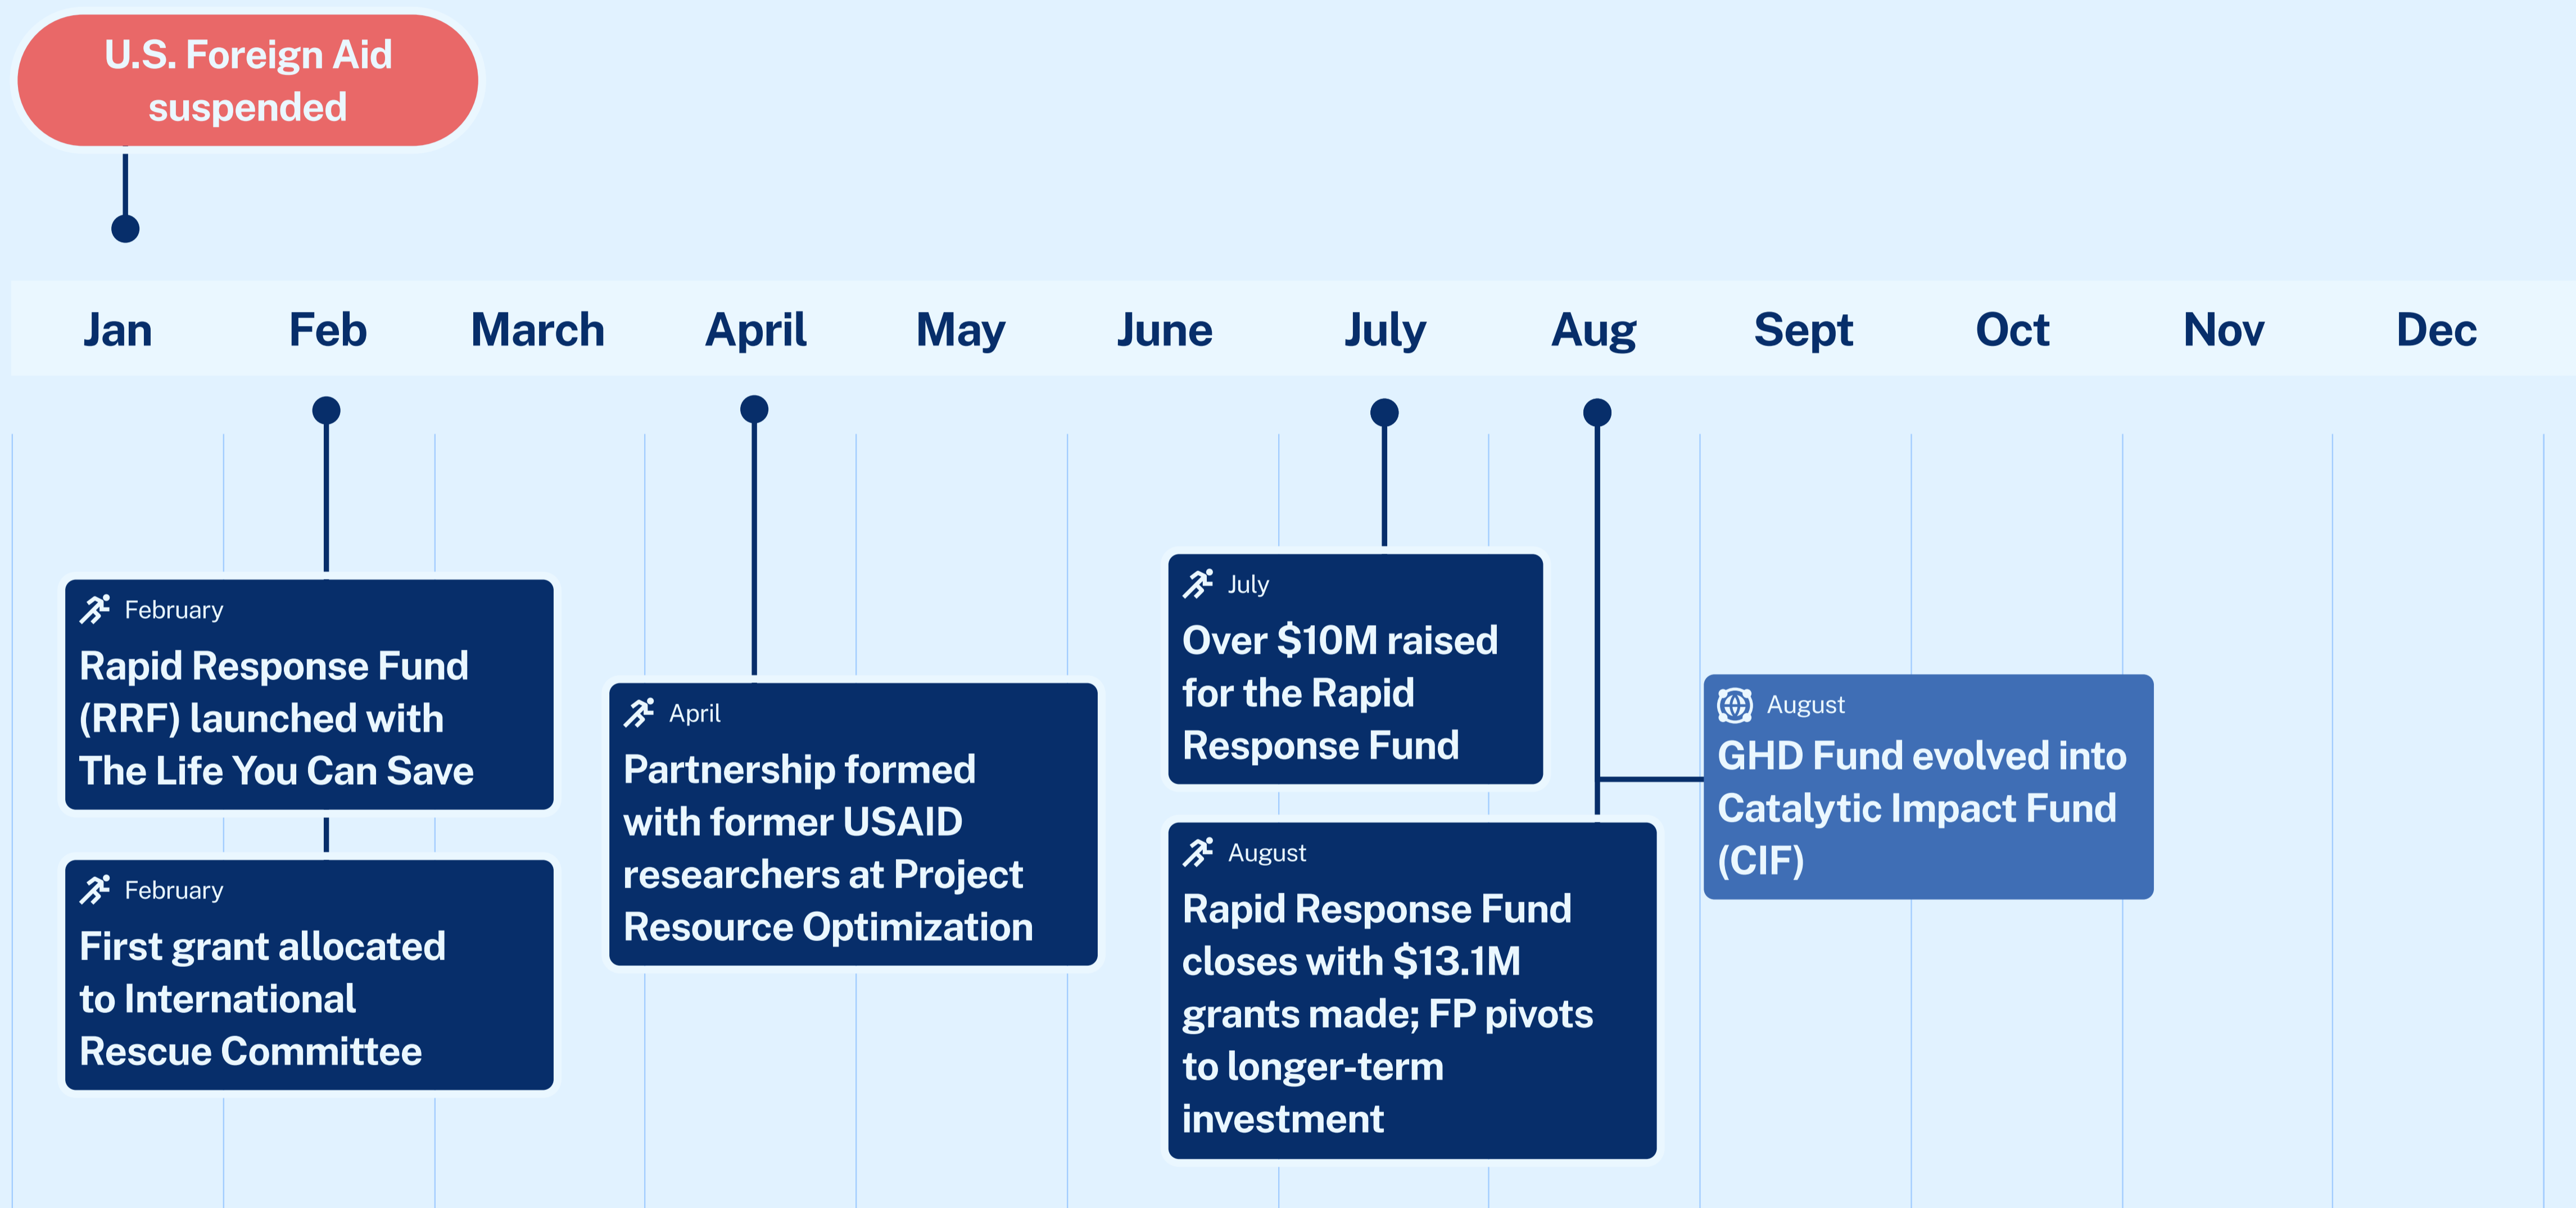 U.S. Foreign Aid
suspended
Jan Feb March April May June July Aug Sept Oct Nov Dec
February
Rapid Response Fund
(RRF) launched with
The Life You Can Save
February
First grant allocated
to International
Rescue Committee
April
Partnership formed
with former USAID
researchers at Project
Resource Optimization
July
Over $10M raised
for the Rapid
Response Fund
August
Rapid Response Fund
closes with $13.1M
grants made; FP pivots
to longer-term
investment
August
GHD Fund evolved into
Catalytic Impact Fund
(CIF)